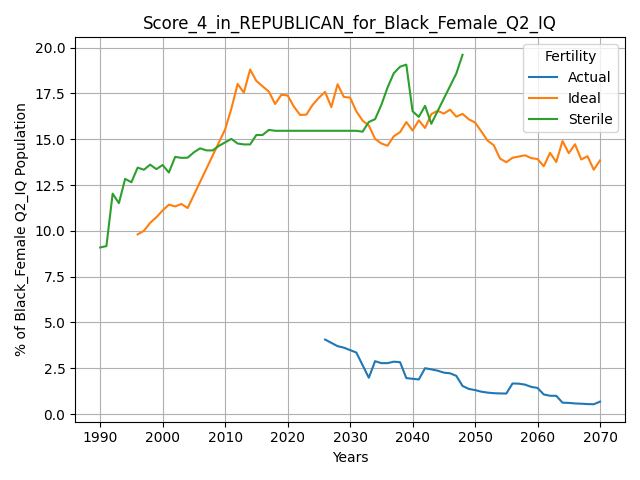 Score_4_in_REPUBLICAN_for_Black_Female_Q2_IQ
% of Black_Female Q2_IQ Population
20.0
17.5
15.0
12.5
10.0
7.5
5.0
2.5
0.0
Fertility
Actual
Ideal
Sterile
1990 2000 2010 2020 2030 2040 2050 2060 2070
Years